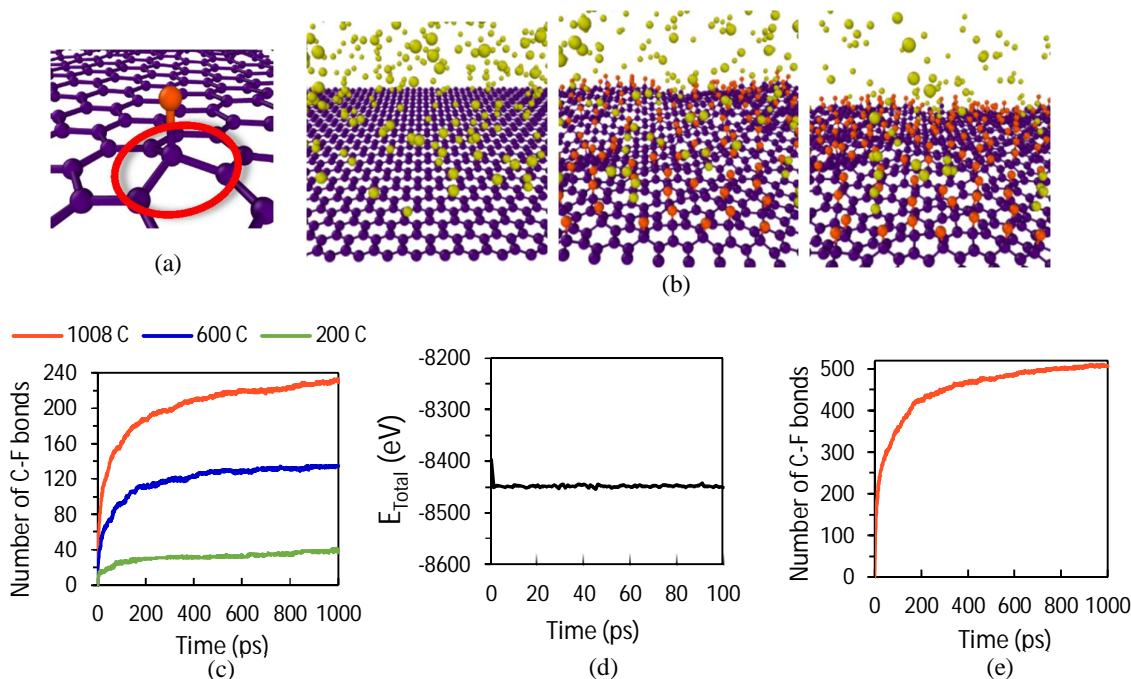 (a)
(b)
1008 C 600 C 200 C
Number of C-F bonds
240
200
160
120
80
40
0
0 200 400 600 800 1000
Time (ps)
(c)
E_Total (eV)
-8200
-8300
-8400
-8500
-8600
0 20 40 60 80 100
Time (ps)
(d)
Number of C-F bonds
500
400
300
200
100
0
0 200 400 600 800 1000
Time (ps)
(e)